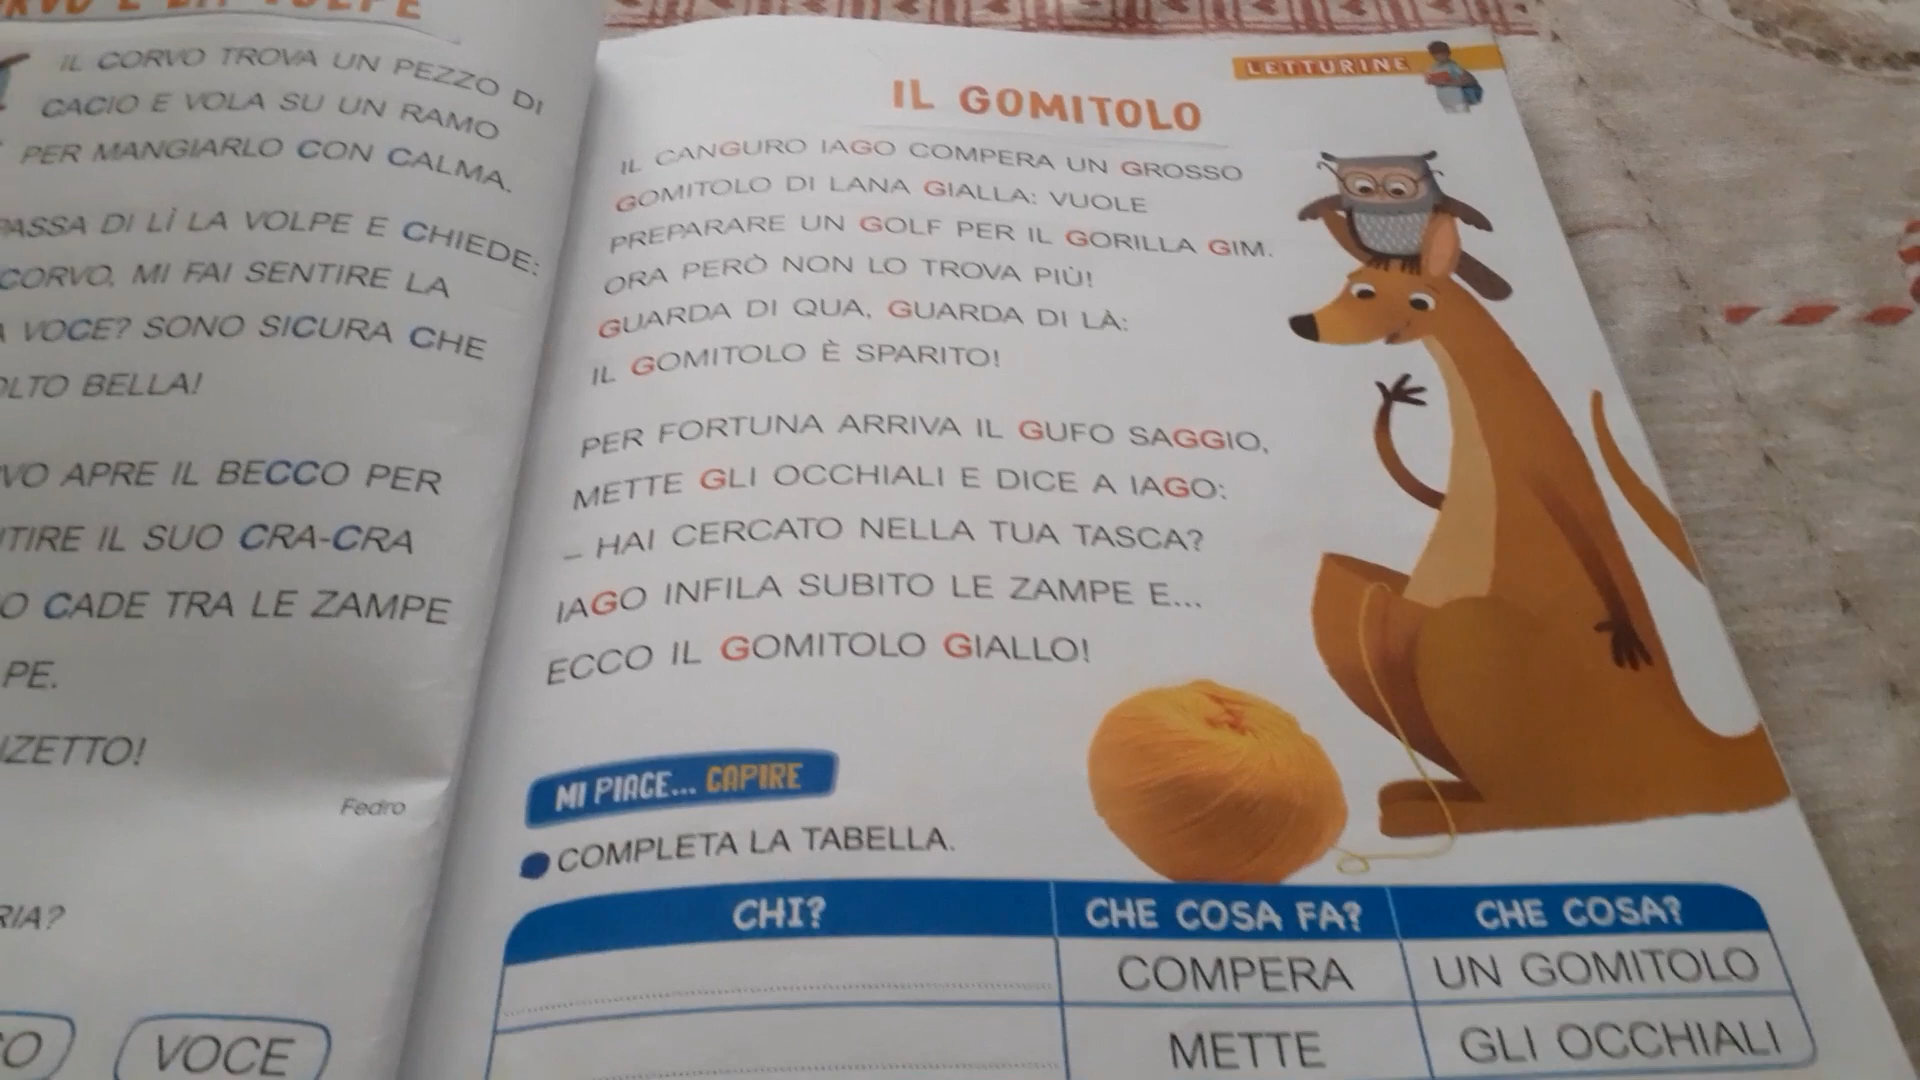 IL CORVO TROVA UN PEZZO DI
CACIO E VOLA SU UN RAMO
PER MANGIARLO CON CALMA.
PASSA DI LÌ LA VOLPE E CHIEDE:
CORVO, MI FAI SENTIRE LA
VOCE? SONO SICURA CHE
BELLA!
APRE IL BECCO PER
IL SUO CRA-CRA
CADE TRA LE ZAMPE
Fedro
VOCE
LETTURINE
IL GOMITOLO
IL CANGURO IAGO COMPERA UN GROSSO
GOMITOLO DI LANA GIALLA: VUOLE
PREPARARE UN GOLF PER IL GORILLA GIM.
ORA PERÒ NON LO TROVA PIÙ!
GUARDA DI QUA, GUARDA DI LÀ:
IL GOMITOLO È SPARITO!
PER FORTUNA ARRIVA IL GUFO SAGGIO,
METTE GLI OCCHIALI E DICE A IAGO:
– HAI CERCATO NELLA TUA TASCA?
IAGO INFILA SUBITO LE ZAMPE E...
ECCO IL GOMITOLO GIALLO!
MI PIACE... CAPIRE
COMPLETA LA TABELLA.
CHI? CHE COSA FA? CHE COSA?
COMPERA UN GOMITOLO
METTE GLI OCCHIALI